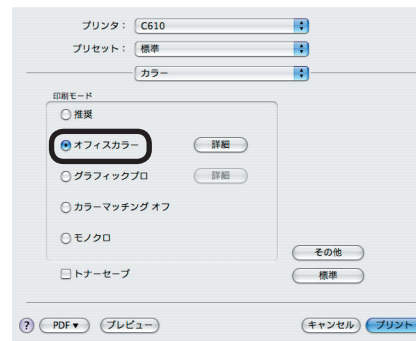 プリンタ： C610
プリセット： 標準
カラー
印刷モード
推奨
オフィスカラー 詳細
グラフィックプロ 詳細
カラーマッチング オフ
モノクロ
その他
トナーセーブ 標準
? PDF▼ プレビュー キャンセル プリント